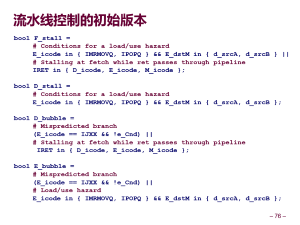 流水线控制的初始版本
bool F_stall =
# Conditions for a load/use hazard
E_icode in { IMRMOVQ, IPOPQ } && E_dstM in { d_srcA, d_srcB } ||
# Stalling at fetch while ret passes through pipeline
IRET in { D_icode, E_icode, M_icode };
bool D_stall =
# Conditions for a load/use hazard
E_icode in { IMRMOVQ, IPOPQ } && E_dstM in { d_srcA, d_srcB };
bool D_bubble =
# Mispredicted branch
(E_icode == IJXX && !e_Cnd) ||
# Stalling at fetch while ret passes through pipeline
IRET in { D_icode, E_icode, M_icode };
bool E_bubble =
# Mispredicted branch
(E_icode == IJXX && !e_Cnd) ||
# Load/use hazard
E_icode in { IMRMOVQ, IPOPQ } && E_dstM in { d_srcA, d_srcB };
– 76 –